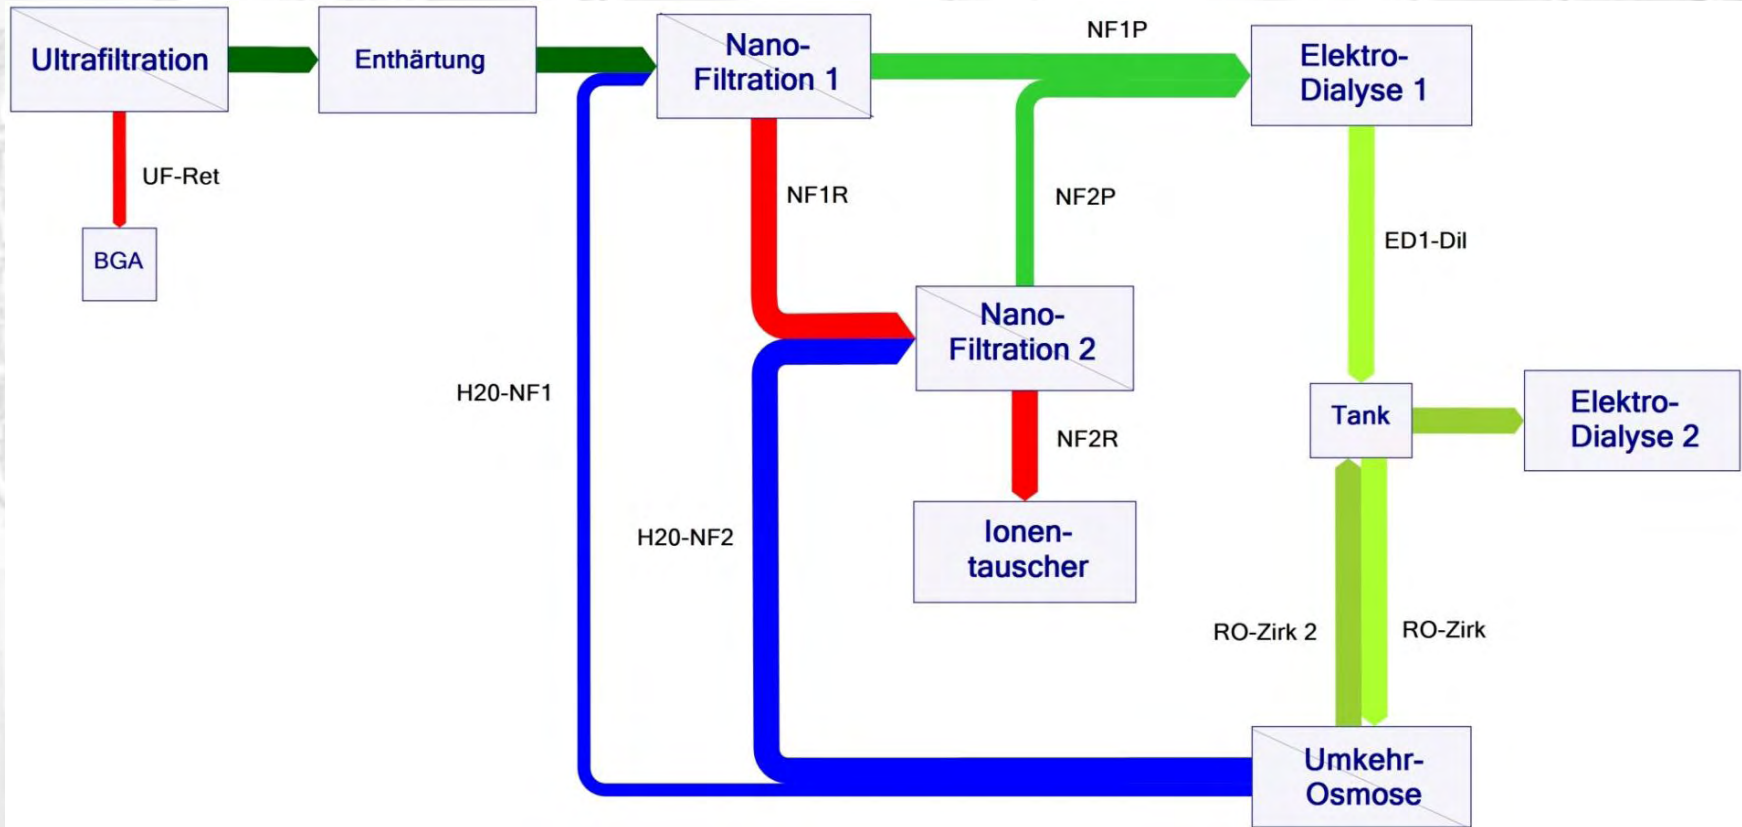 Ultrafiltration
Enthärtung
Nano-
Filtration 1
NF1P
Elektro-
Dialyse 1
UF-Ret
BGA
NF1R
NF2P
ED1-Dil
Nano-
Filtration 2
H20-NF1
Tank
Elektro-
Dialyse 2
NF2R
H20-NF2
Ionen-
tauscher
RO-Zirk 2
RO-Zirk
Umkehr-
Osmose